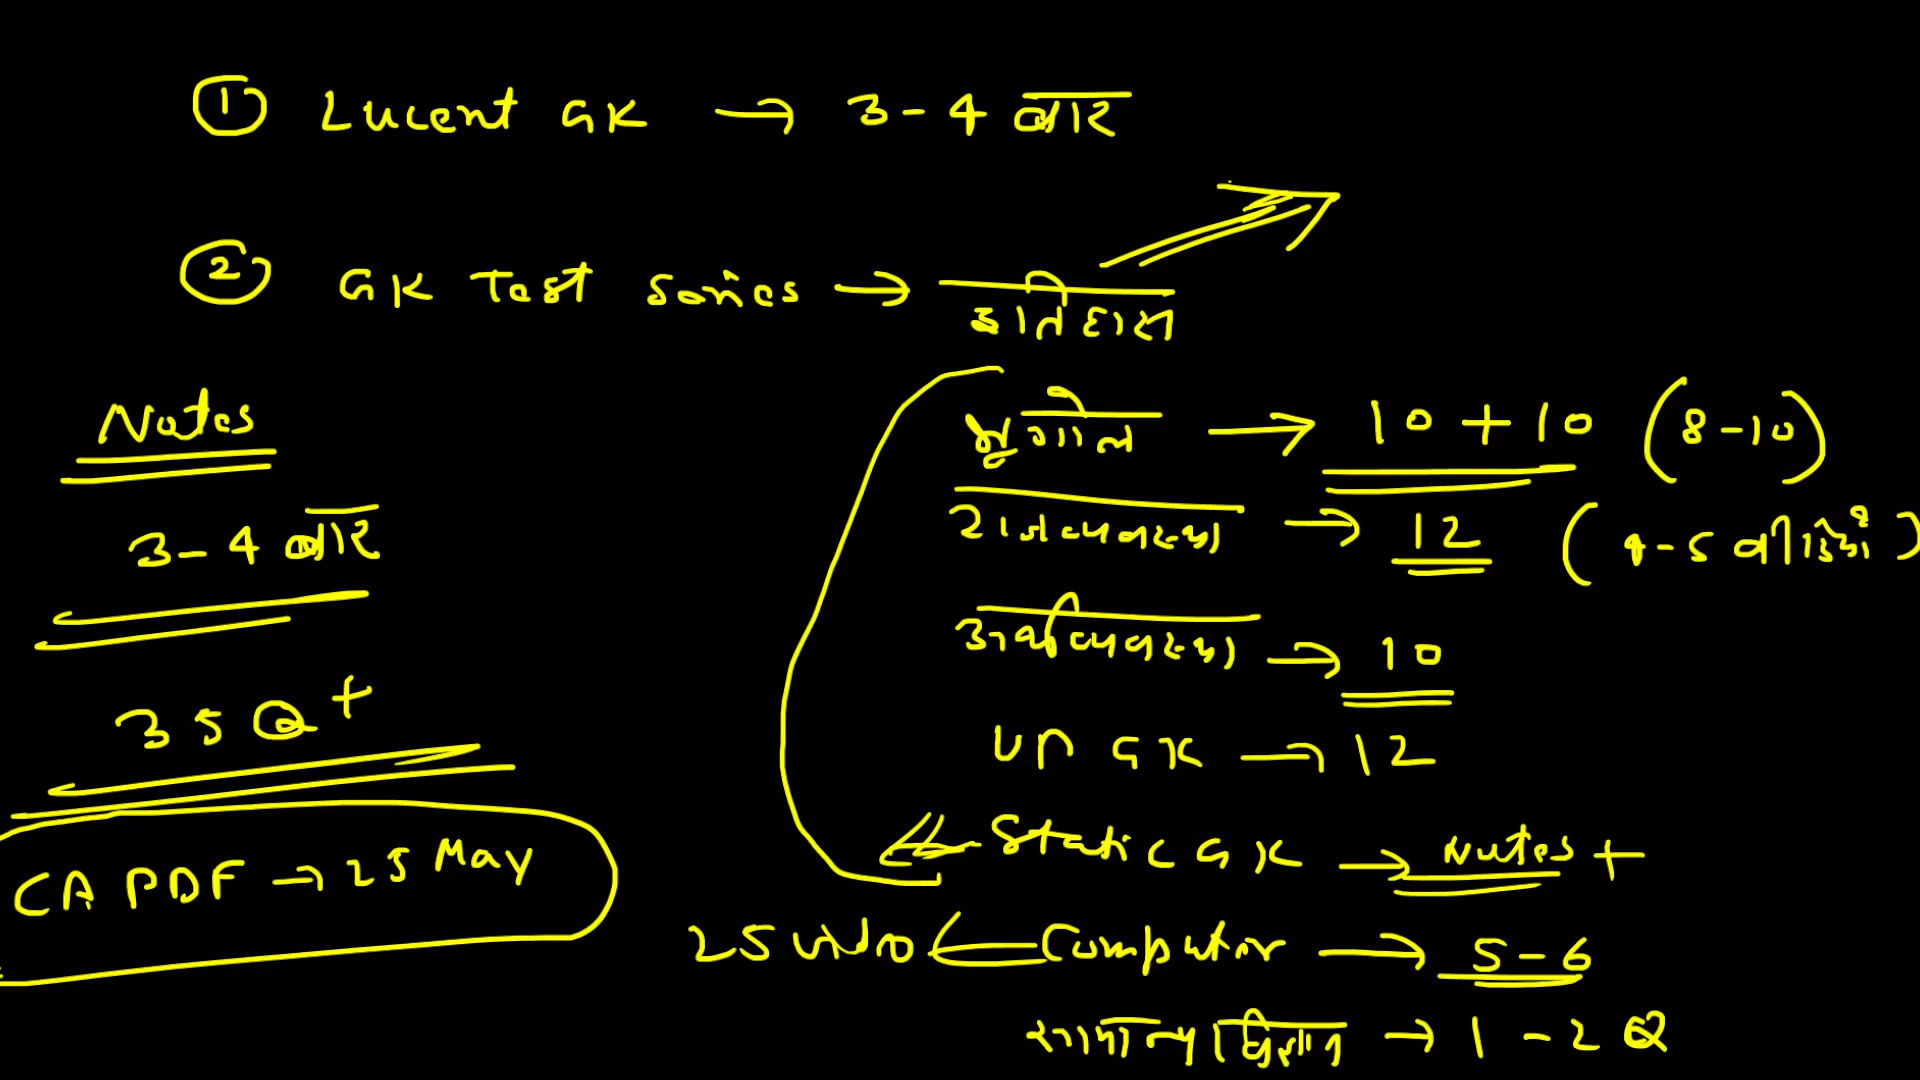 ① Lucent GK → 3-4 बार
② GK Test Series → इतिहास
भूगोल → 10 + 10 (8-10)
राजव्यवस्था → 12 (4-5 वीडियो)
अर्थव्यवस्था → 10
UP GK → 12
Static GK → Notes +
25 video ← Computer → 5-6
सामान्य विज्ञान → 1-2 Q
Notes
3-4 बार
35 Q+
CA PDF → 25 May